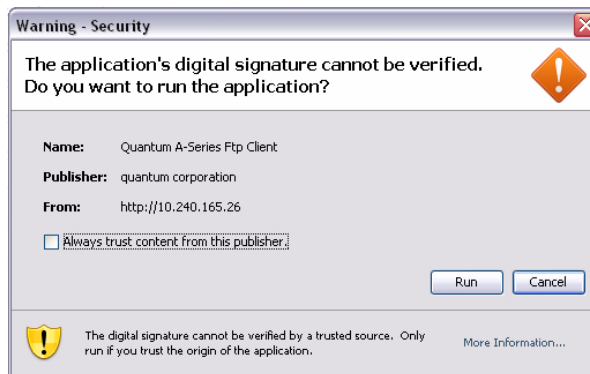 Warning - Security
The application's digital signature cannot be verified.
Do you want to run the application?
Name: Quantum A-Series Ftp Client
Publisher: quantum corporation
From: http://10.240.165.26
Always trust content from this publisher.
Run Cancel
The digital signature cannot be verified by a trusted source. Only
run if you trust the origin of the application.
More Information...